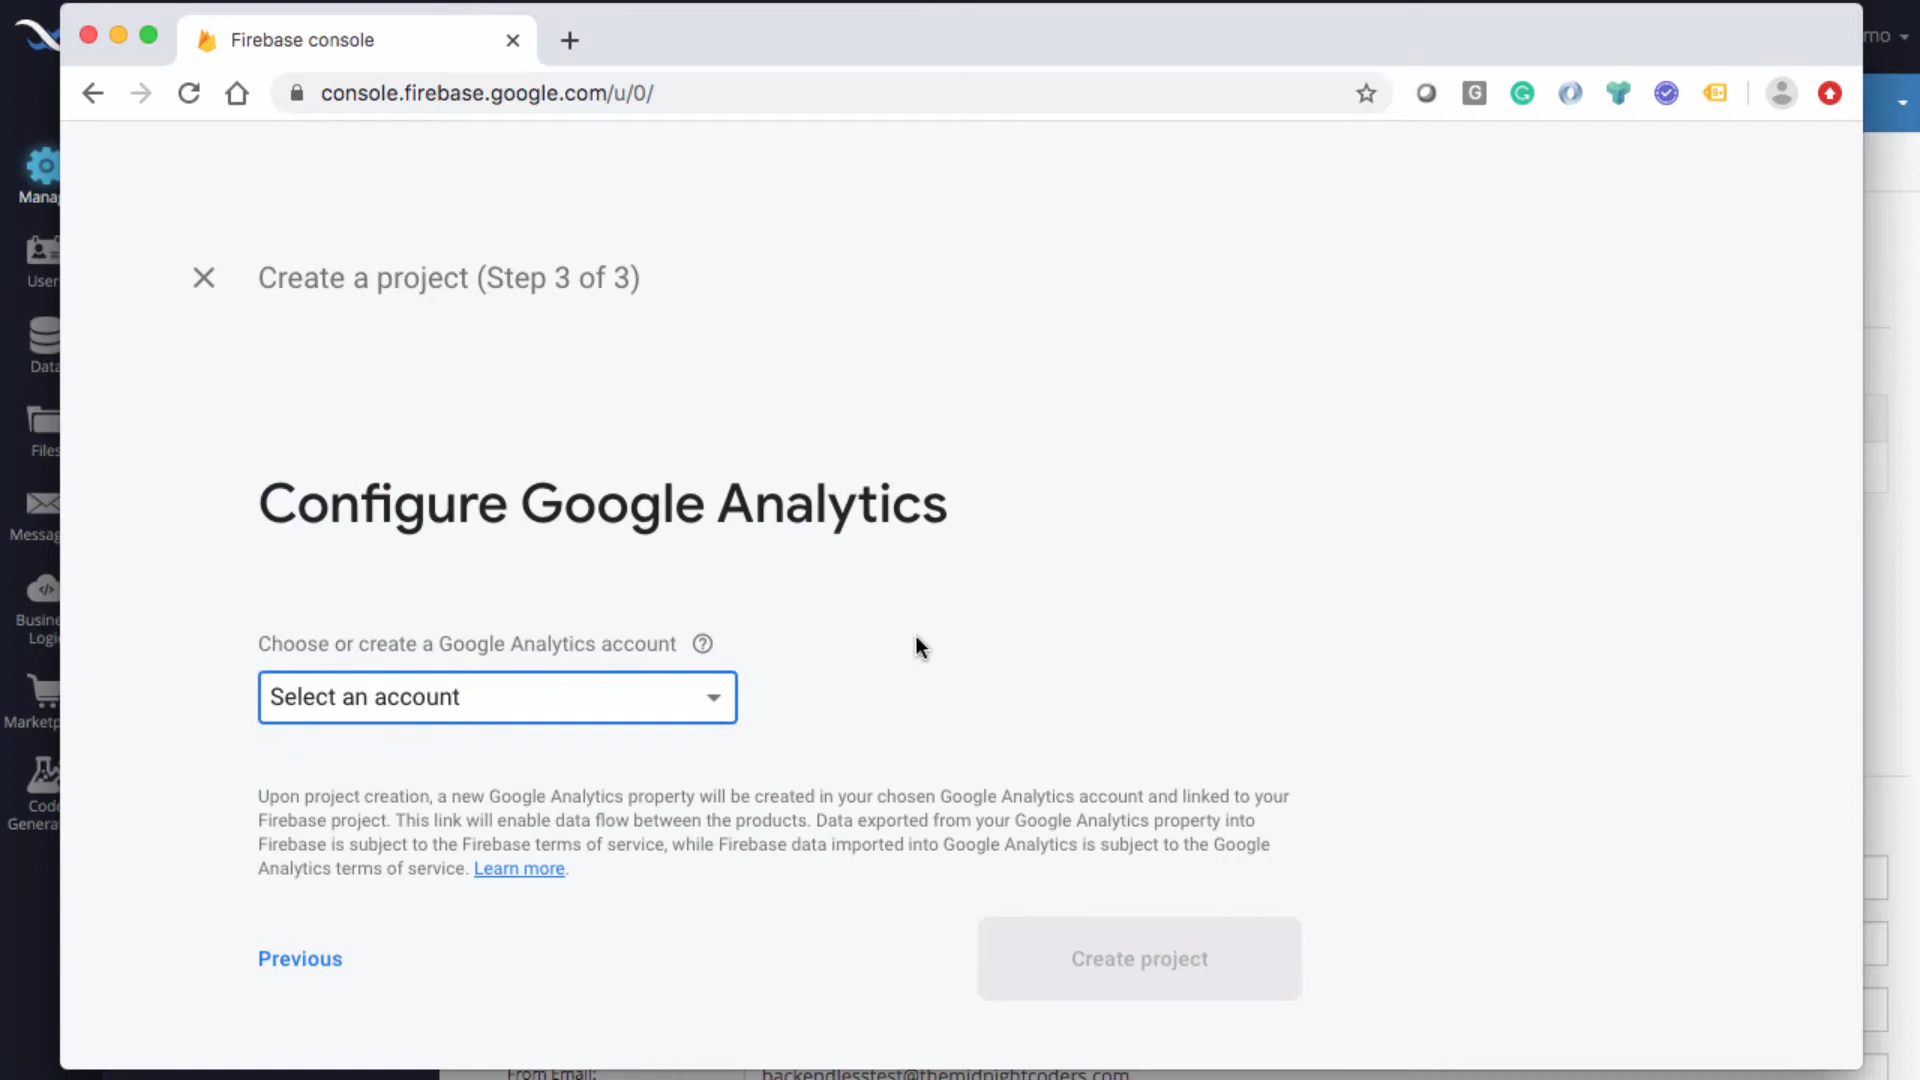 Firebase console
mo
console.firebase.google.com/u/0/
Manag
User
Data
Files
Messag
Busine
Logi
Marketp
Code
Genera
Create a project (Step 3 of 3)
Configure Google Analytics
Choose or create a Google Analytics account
Select an account
Upon project creation, a new Google Analytics property will be created in your chosen Google Analytics account and linked to your
Firebase project. This link will enable data flow between the products. Data exported from your Google Analytics property into
Firebase is subject to the Firebase terms of service, while Firebase data imported into Google Analytics is subject to the Google
Analytics terms of service. Learn more.
Previous
Create project
From Email:
backendlesstest@themidnightcoders.com